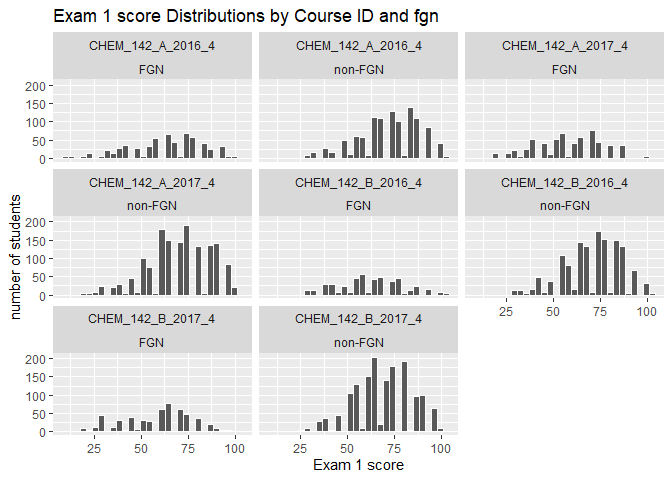 Exam 1 score Distributions by Course ID and fgn
CHEM_142_A_2016_4
FGN
CHEM_142_A_2016_4
non-FGN
CHEM_142_A_2017_4
FGN
200
150
100
50
0
CHEM_142_A_2017_4
non-FGN
CHEM_142_B_2016_4
FGN
CHEM_142_B_2016_4
non-FGN
200
150
100
50
0
25 50 75 100
CHEM_142_B_2017_4
FGN
CHEM_142_B_2017_4
non-FGN
200
150
100
50
0
25 50 75 100
25 50 75 100
number of students
Exam 1 score